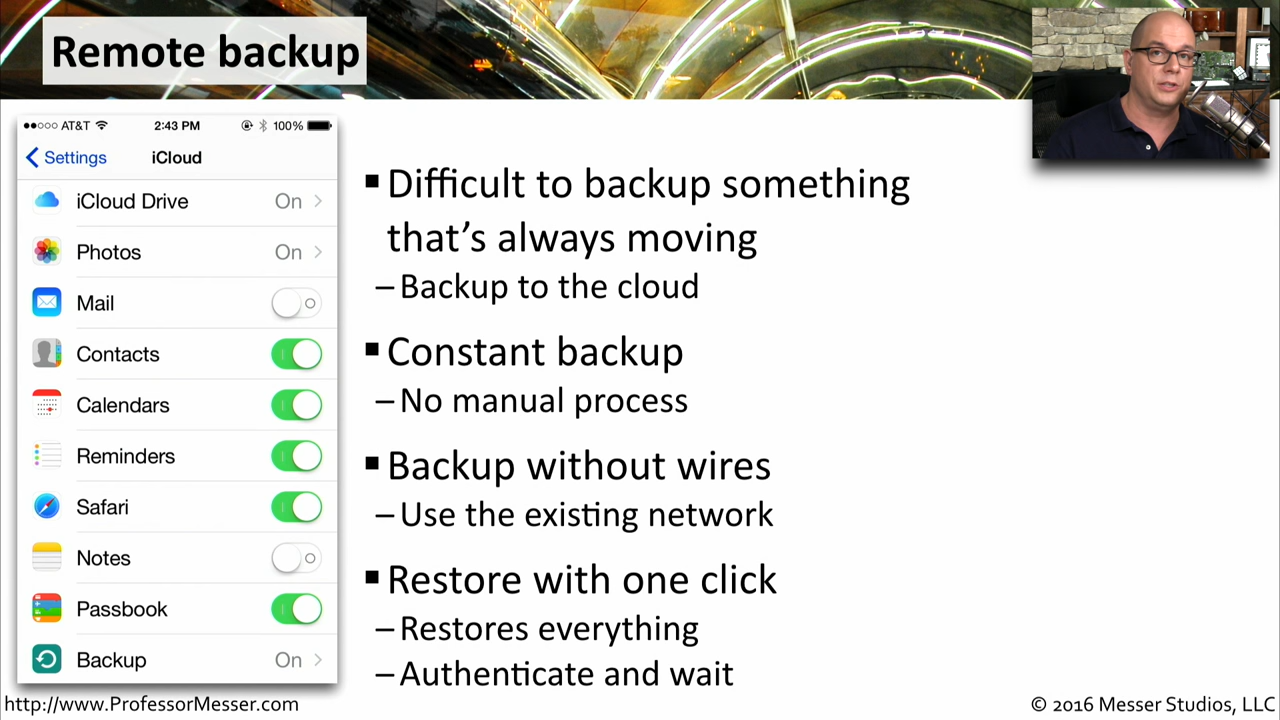 Remote backup
AT&T 2:43 PM 100%
Settings iCloud
iCloud Drive On
Photos On
Mail
Contacts
Calendars
Reminders
Safari
Notes
Passbook
Backup On
▪ Difficult to backup something
that’s always moving
– Backup to the cloud
▪ Constant backup
– No manual process
▪ Backup without wires
– Use the existing network
▪ Restore with one click
– Restores everything
– Authenticate and wait
http://www.ProfessorMesser.com
© 2016 Messer Studios, LLC